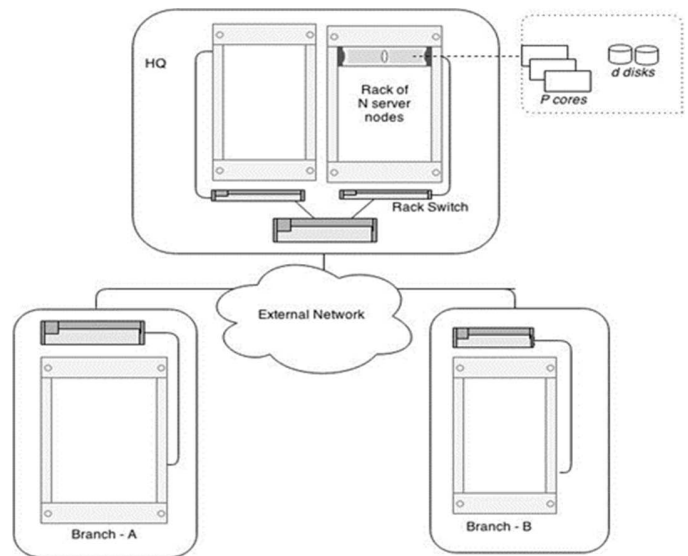 HQ
Rack of
N server
nodes
P cores
d disks
Rack Switch
External Network
Branch - A
Branch - B